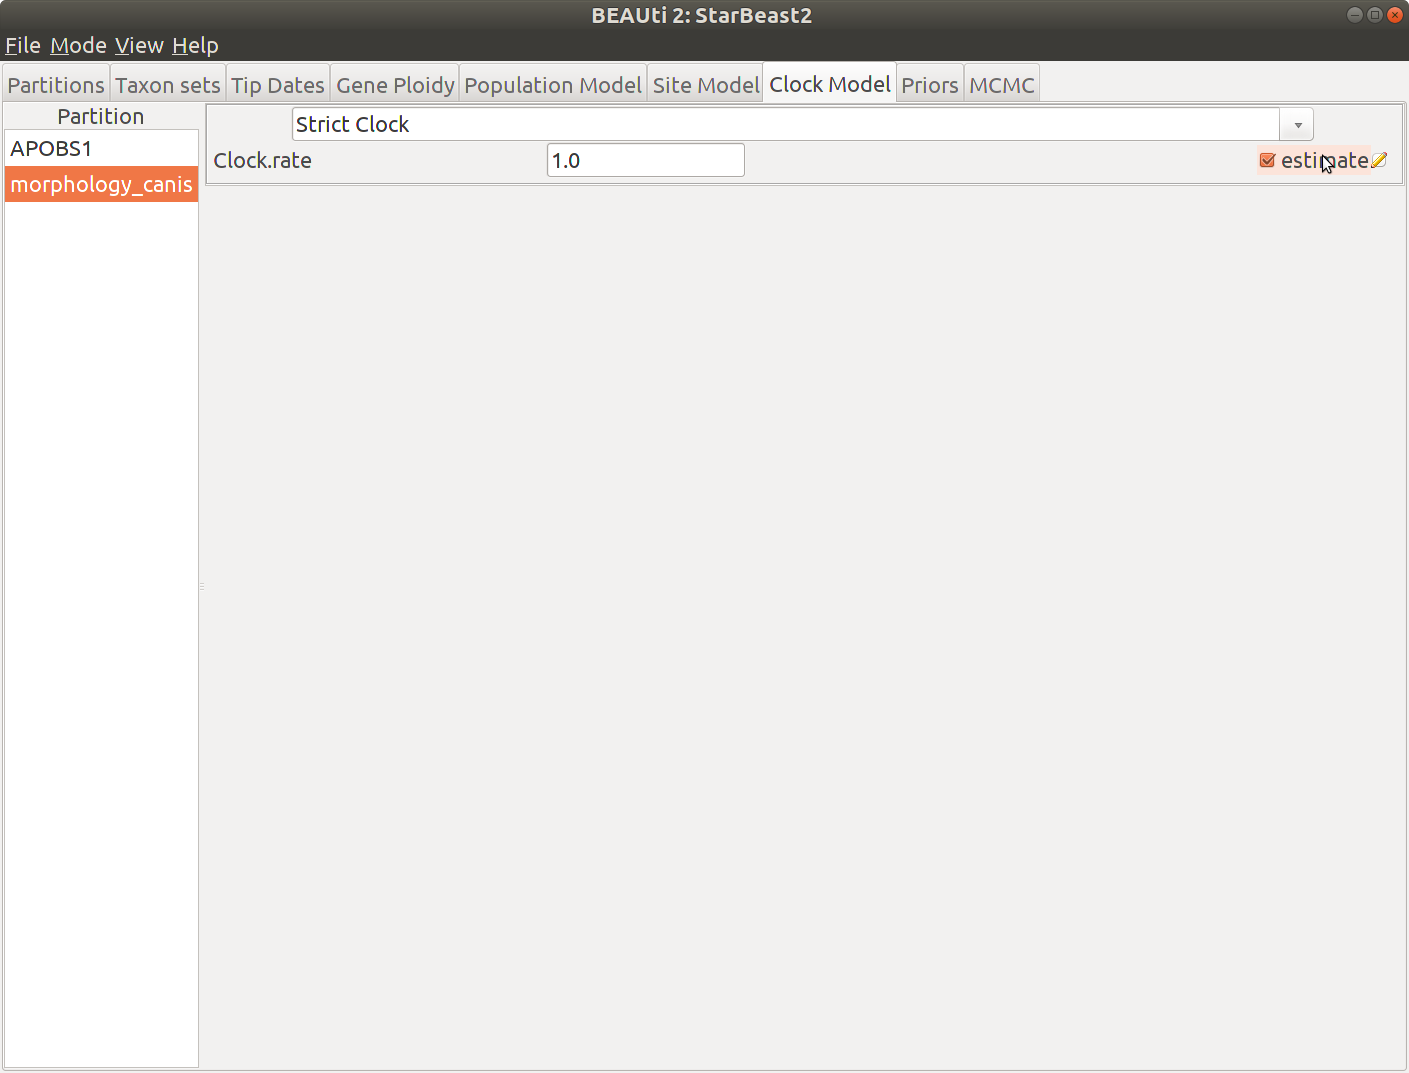 BEAUti 2: StarBeast2
File Mode View Help
Partitions Taxon sets Tip Dates Gene Ploidy Population Model Site Model Clock Model Priors MCMC
Partition
APOBS1
morphology_canis
Strict Clock
Clock.rate 1.0 estimate